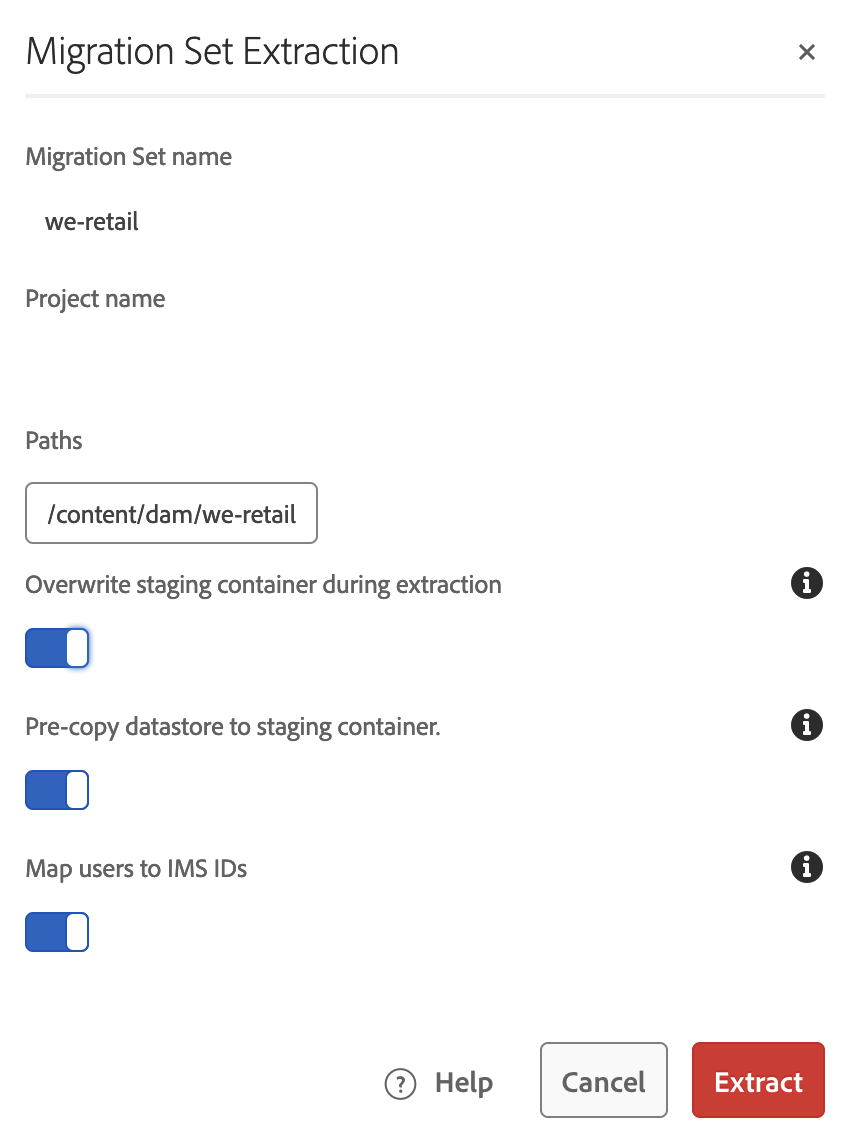 Migration Set Extraction
Migration Set name
we-retail
Project name
Paths
/content/dam/we-retail
Overwrite staging container during extraction
Pre-copy datastore to staging container.
Map users to IMS IDs
? Help Cancel Extract